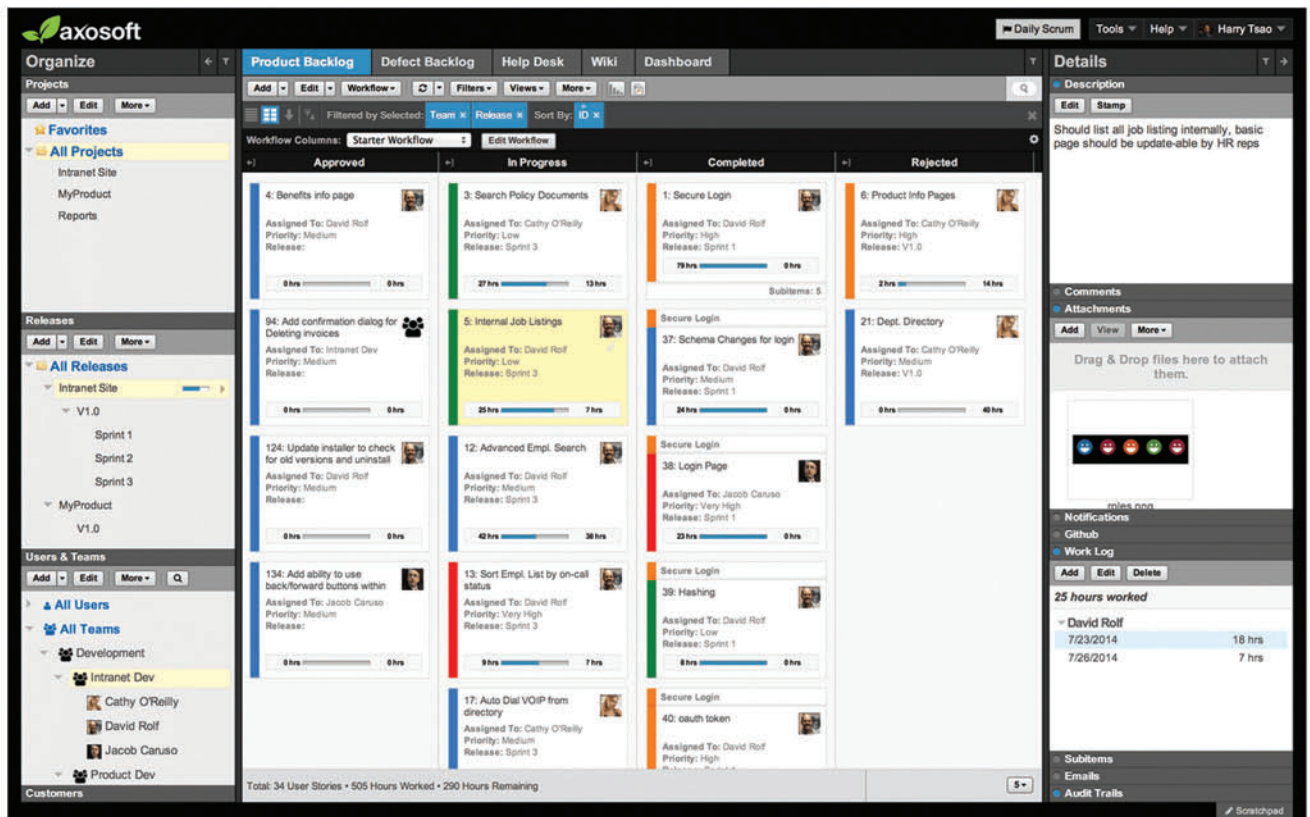 axosoft
Daily Scrum
Tools
Help
Harry Tsao
Organize
Projects
Add
Edit
More
Favorites
All Projects
Intranet Site
MyProduct
Reports
Releases
Add
Edit
More
All Releases
Intranet Site
V1.0
Sprint 1
Sprint 2
Sprint 3
MyProduct
V1.0
Users & Teams
Add
Edit
More
All Users
All Teams
Development
Intranet Dev
Cathy O'Reilly
David Rolf
Jacob Caruso
Product Dev
Customers
Product Backlog
Defect Backlog
Help Desk
Wiki
Dashboard
Add
Edit
Workflow
Filters
Views
More
Filtered by Selected: Team × Release × Sort By: ID ×
Workflow Columns: Starter Workflow
Edit Workflow
Approved
4: Benefits info page
Assigned To: David Rolf
Priority: Medium
Release:
0 hrs 0 hrs
94: Add confirmation dialog for
Deleting invoices
Assigned To: Intranet Dev
Priority: Medium
Release:
0 hrs 0 hrs
124: Update installer to check
for old versions and uninstall
Assigned To: David Rolf
Priority: Medium
Release:
0 hrs 0 hrs
134: Add ability to use
back/forward buttons within
Assigned To: Jacob Caruso
Priority: Medium
Release:
0 hrs 0 hrs
In Progress
3: Search Policy Documents
Assigned To: Cathy O'Reilly
Priority: Low
Release: Sprint 3
27 hrs 13 hrs
5: Internal Job Listings
Assigned To: David Rolf
Priority: Low
Release: Sprint 3
25 hrs 7 hrs
12: Advanced Empl. Search
Assigned To: David Rolf
Priority: Medium
Release: Sprint 3
42 hrs 38 hrs
13: Sort Empl. List by on-call
status
Assigned To: David Rolf
Priority: Very High
Release: Sprint 3
9 hrs 7 hrs
17: Auto Dial VOIP from
directory
Assigned To: Cathy O'Reilly
Priority: Medium
Release: Sprint 3
Completed
1: Secure Login
Assigned To: David Rolf
Priority: High
Release: Sprint 1
79 hrs 0 hrs
Subitems: 5
Secure Login
37: Schema Changes for login
Assigned To: David Rolf
Priority: Medium
Release: Sprint 1
24 hrs 0 hrs
Secure Login
38: Login Page
Assigned To: Jacob Caruso
Priority: Very High
Release: Sprint 1
23 hrs 0 hrs
Secure Login
39: Hashing
Assigned To: David Rolf
Priority: Low
Release: Sprint 1
8 hrs 0 hrs
Secure Login
40: oauth token
Assigned To: David Rolf
Priority: High
Rejected
6: Product Info Pages
Assigned To: Cathy O'Reilly
Priority: High
Release: V1.0
2 hrs 14 hrs
21: Dept. Directory
Assigned To: Cathy O'Reilly
Priority: Medium
Release: V1.0
0 hrs 40 hrs
Total: 34 User Stories • 505 Hours Worked • 290 Hours Remaining
5
Details
Description
Edit
Stamp
Should list all job listing internally, basic
page should be update-able by HR reps
Comments
Attachments
Add
View
More
Drag & Drop files here to attach
them.
roles.png
Notifications
Github
Work Log
Add
Edit
Delete
25 hours worked
David Rolf
7/23/2014 18 hrs
7/26/2014 7 hrs
Subitems
Emails
Audit Trails
Scratchpad